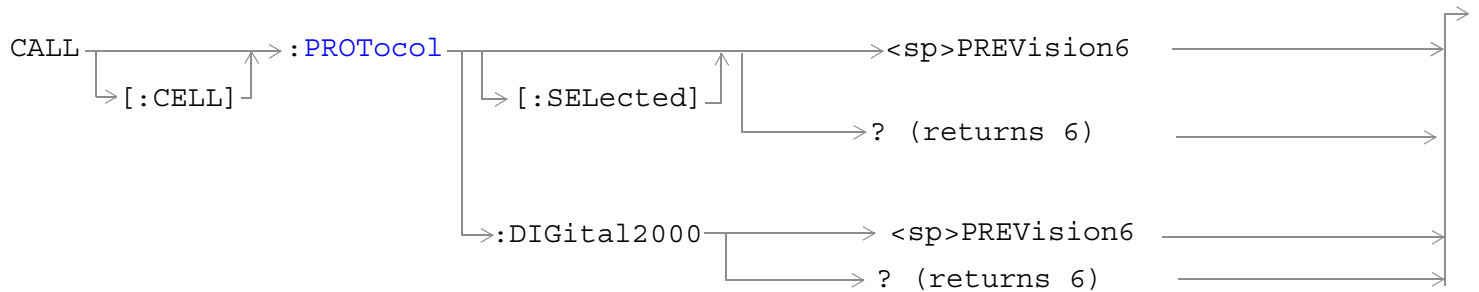 CALL :PROTocol <sp>PREVision6
[:CELL] [:SELected]
? (returns 6)
:DIGital2000 <sp>PREVision6
? (returns 6)